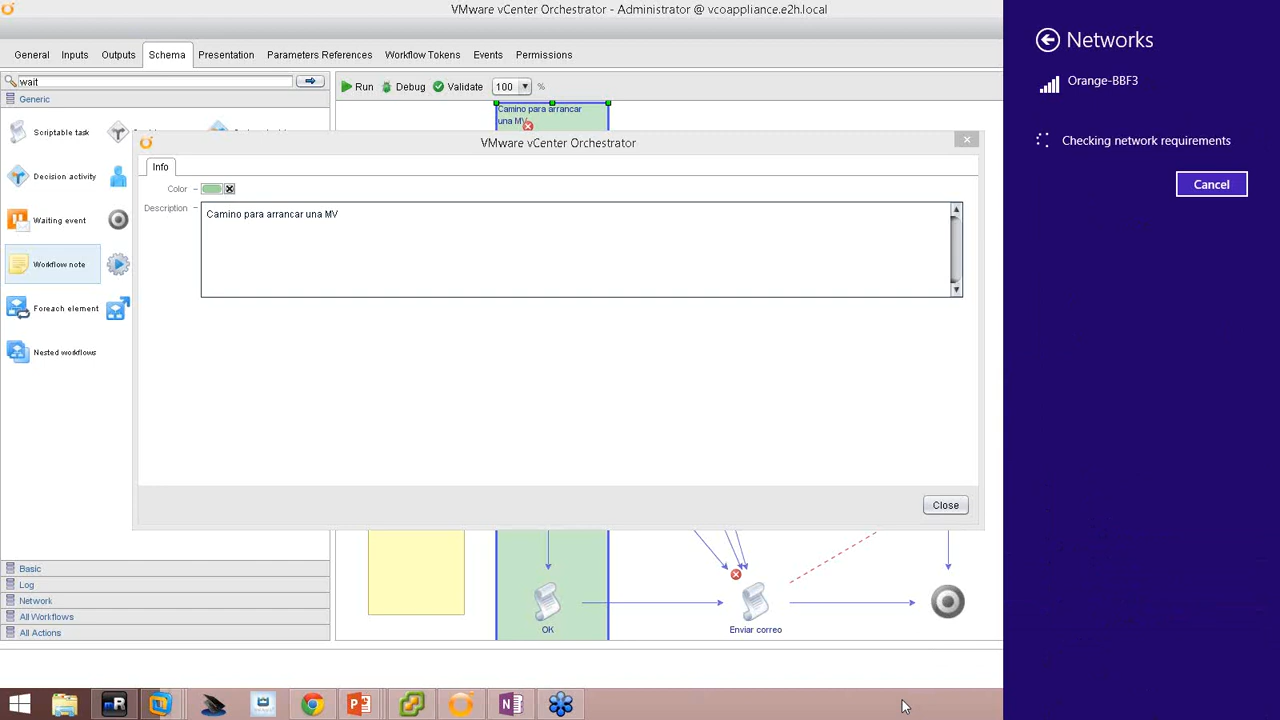 VMware vCenter Orchestrator - Administrator @ vcoappliance.e2h.local
General Inputs Outputs Schema Presentation Parameters References Workflow Tokens Events Permissions
wait
Run Debug Validate 100 %
Generic
Scriptable task
Decision activity
Waiting event
Workflow note
Foreach element
Nested workflows
Basic
Log
Network
All Workflows
All Actions
Camino para arrancar
una MV
VMware vCenter Orchestrator
Info
Color
Description
Camino para arrancar una MV
Close
OK
Enviar correo
Networks
Orange-BBF3
Checking network requirements
Cancel